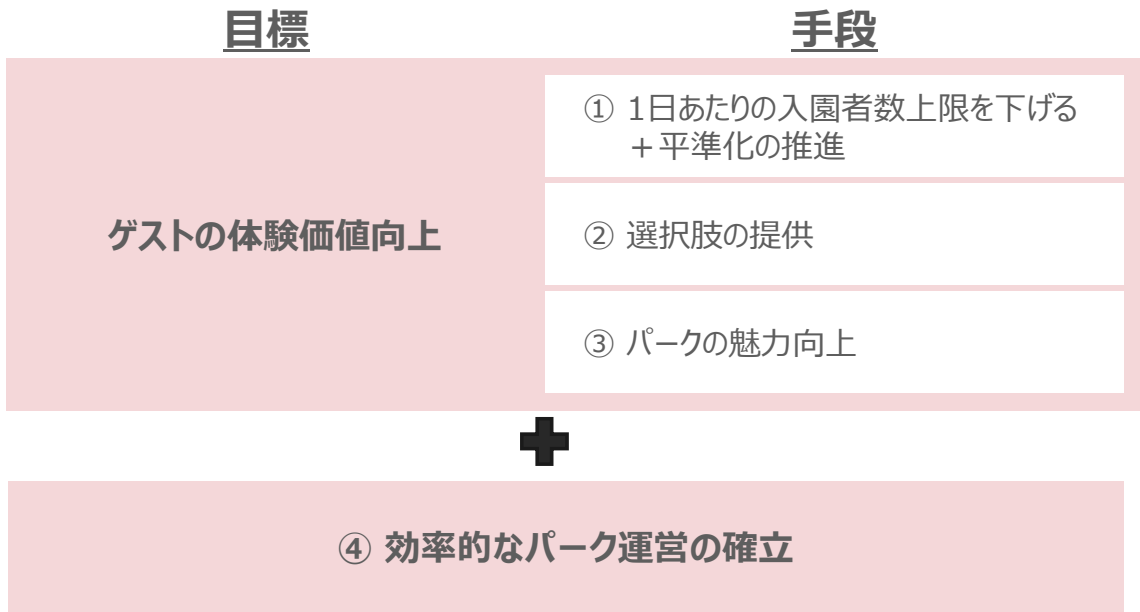 目標
手段
ゲストの体験価値向上
① 1日あたりの入園者数上限を下げる
＋平準化の推進
② 選択肢の提供
③ パークの魅力向上
④ 効率的なパーク運営の確立